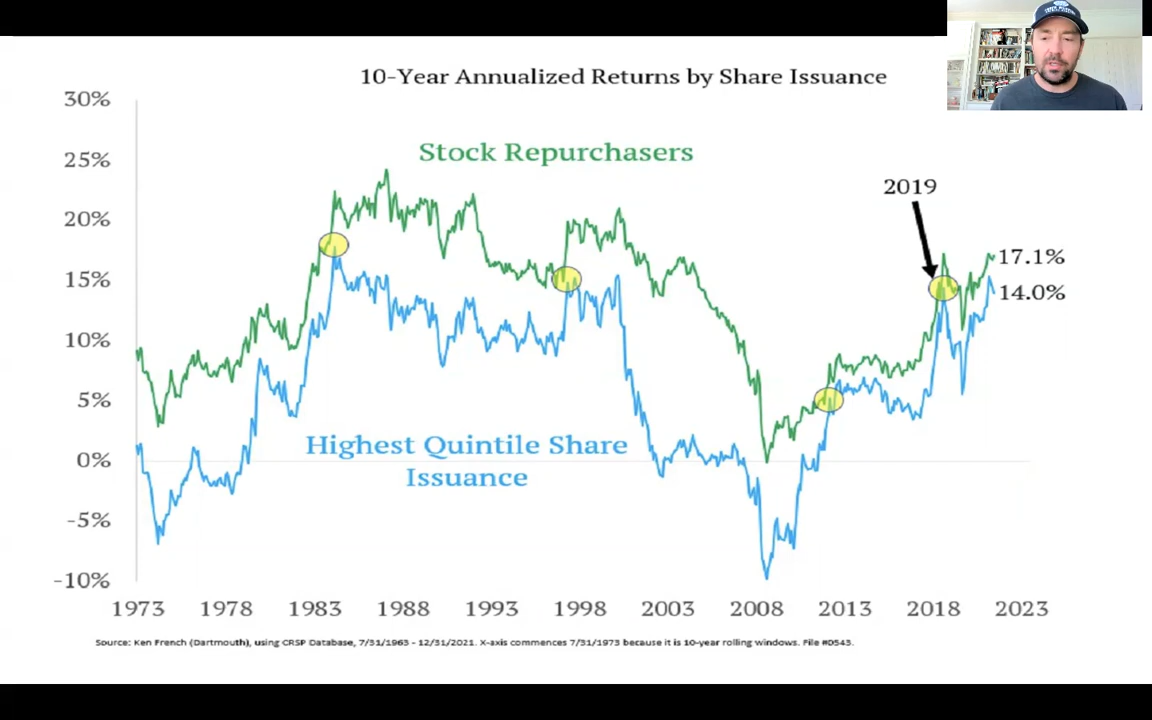 10-Year Annualized Returns by Share Issuance
30%
25%
20%
15%
10%
5%
0%
-5%
-10%
Stock Repurchasers
2019
17.1%
14.0%
Highest Quintile Share
Issuance
1973 1978 1983 1988 1993 1998 2003 2008 2013 2018 2023
Source: Ken French (Dartmouth), using CRSP Database, 7/31/1963 - 12/31/2021. X-axis commences 7/31/1973 because it is 10-year rolling windows. File #0543.